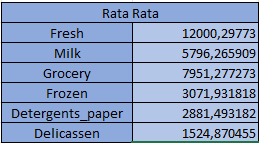 Rata Rata
Fresh 12000,29773
Milk 5796,265909
Grocery 7951,277273
Frozen 3071,931818
Detergents_paper 2881,493182
Delicassen 1524,870455